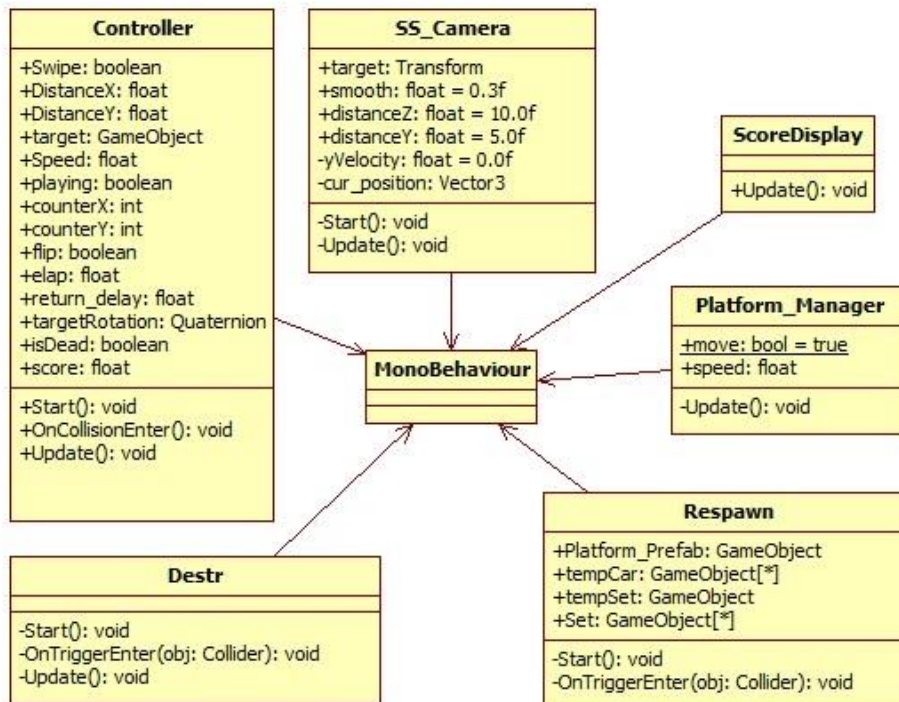 Controller
+Swipe: boolean
+DistanceX: float
+DistanceY: float
+target: GameObject
+Speed: float
+playing: boolean
+counterX: int
+counterY: int
+flip: boolean
+elap: float
+return_delay: float
+targetRotation: Quaternion
+isDead: boolean
+score: float
+Start(): void
+OnCollisionEnter(): void
+Update(): void
SS_Camera
+target: Transform
+smooth: float = 0.3f
+distanceZ: float = 10.0f
+distanceY: float = 5.0f
-yVelocity: float = 0.0f
-cur_position: Vector3
-Start(): void
-Update(): void
ScoreDisplay
+Update(): void
Platform_Manager
+move: bool = true
+speed: float
-Update(): void
MonoBehaviour
Destr
-Start(): void
-OnTriggerEnter(obj: Collider): void
-Update(): void
Respawn
+Platform_Prefab: GameObject
+tempCar: GameObject[*]
+tempSet: GameObject
+Set: GameObject[*]
-Start(): void
-OnTriggerEnter(obj: Collider): void